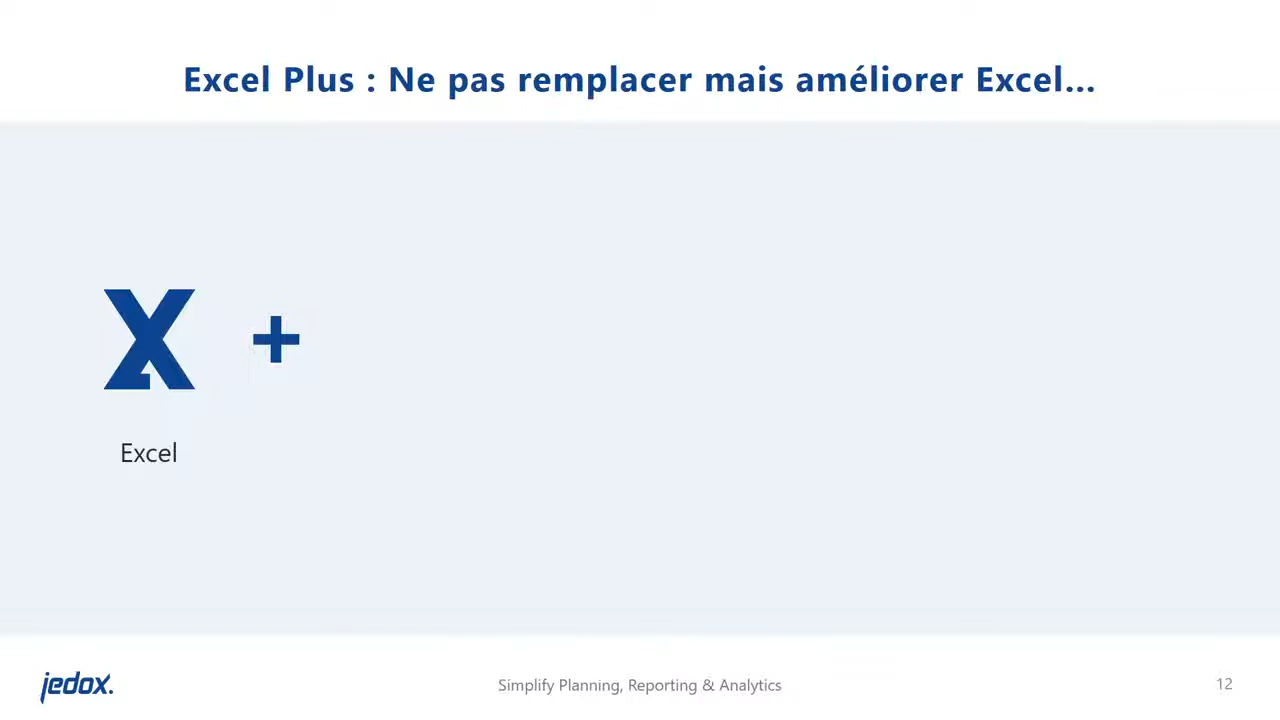 Excel Plus : Ne pas remplacer mais améliorer Excel...
X +
Excel
jedox.
Simplify Planning, Reporting & Analytics
12